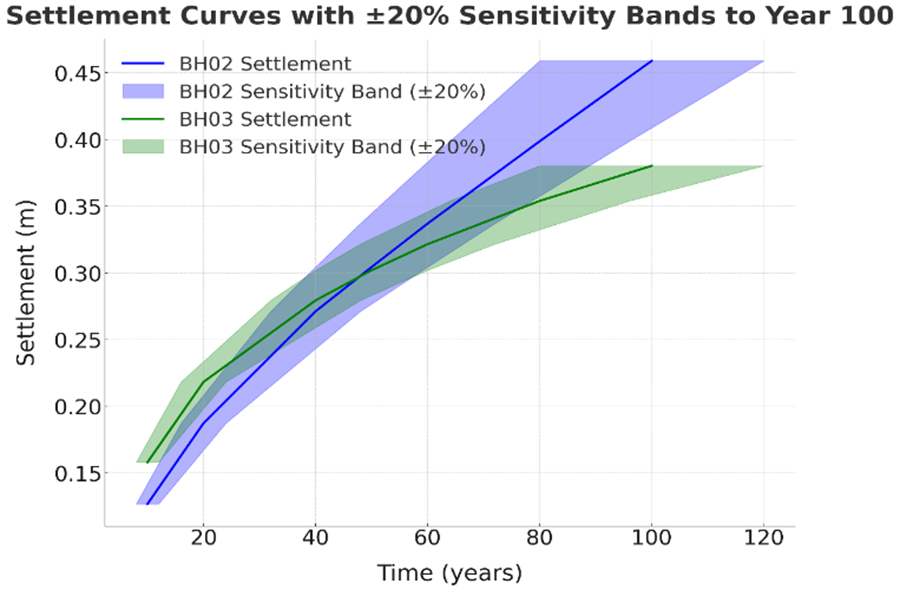 Settlement Curves with ±20% Sensitivity Bands to Year 100
BH02 Settlement
BH02 Sensitivity Band (±20%)
BH03 Settlement
BH03 Sensitivity Band (±20%)
Settlement (m)
0.45
0.40
0.35
0.30
0.25
0.20
0.15
20 40 60 80 100 120
Time (years)